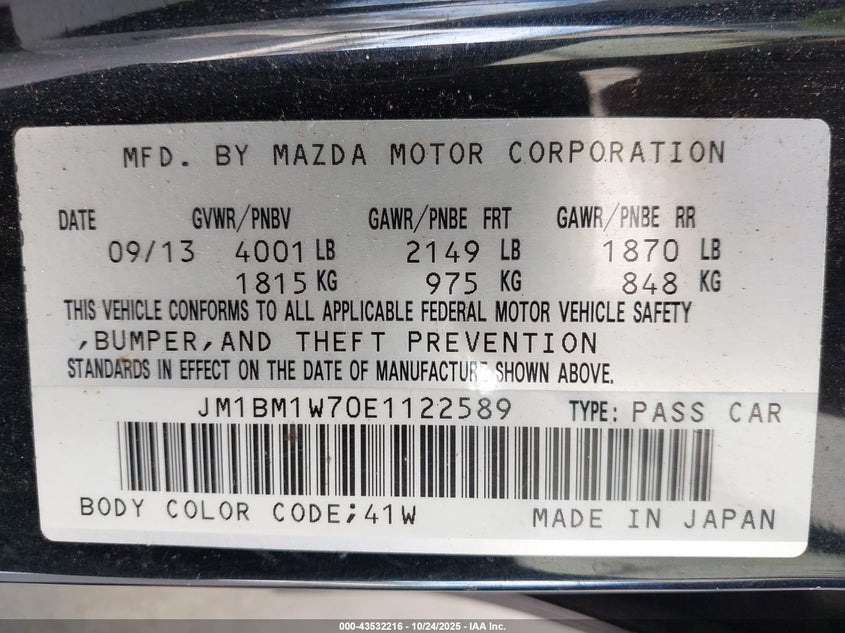 MFD. BY MAZDA MOTOR CORPORATION
DATE GVWR/PNBV GAWR/PNBE FRT GAWR/PNBE RR
09/13 4001 LB 2149 LB 1870 LB
1815 KG 975 KG 848 KG
THIS VEHICLE CONFORMS TO ALL APPLICABLE FEDERAL MOTOR VEHICLE SAFETY
,BUMPER,AND THEFT PREVENTION
STANDARDS IN EFFECT ON THE DATE OF MANUFACTURE SHOWN ABOVE.
JM1BM1W70E1122589 TYPE: PASS CAR
BODY COLOR CODE;41W MADE IN JAPAN
000-43532216 - 10/24/2025 - IAA Inc.